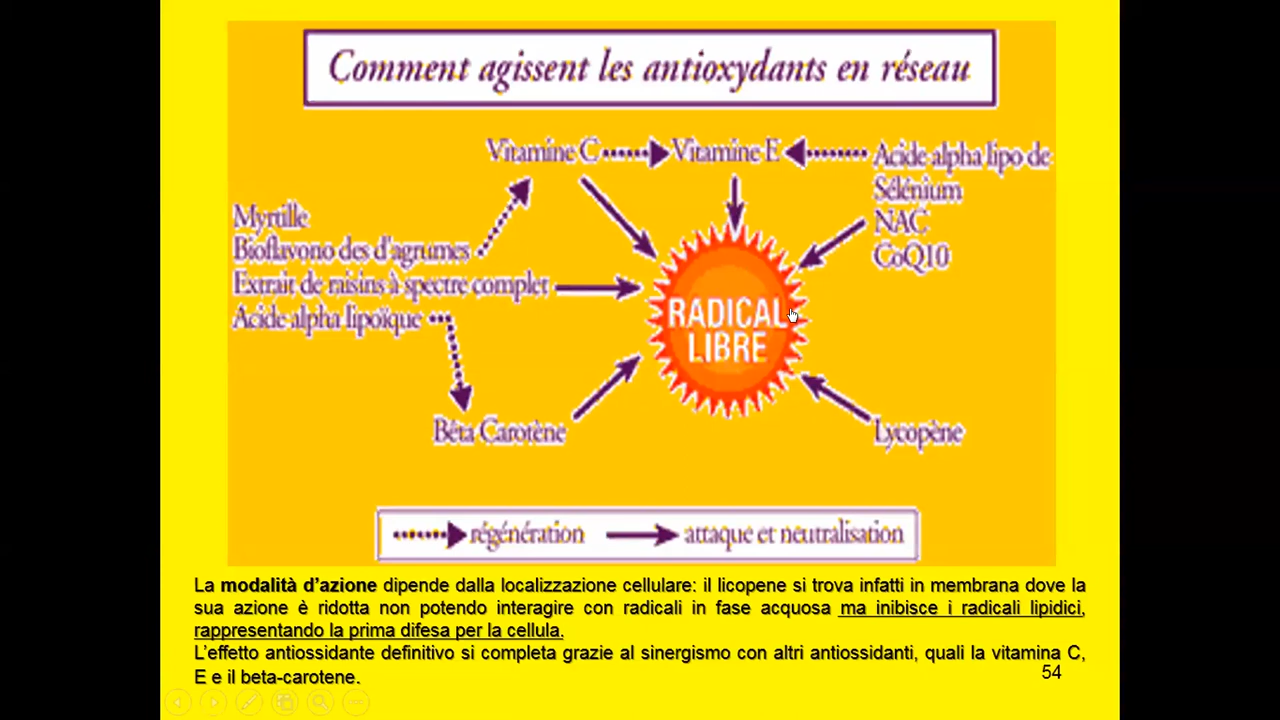 Comment agissent les antioxydants en réseau
Vitamine C
Vitamine E
Acide alpha lipo de
Sélénium
NAC
CoQ10
Myrtille
Bioflavono des d'agrumes
Extrait de raisins à spectre complet
Acide alpha lipoïque
RADICAL
LIBRE
Bêta Carotène
Lycopène
régénération
attaque et neutralisation
La modalità d’azione dipende dalla localizzazione cellulare: il licopene si trova infatti in membrana dove la
sua azione è ridotta non potendo interagire con radicali in fase acquosa ma inibisce i radicali lipidici,
rappresentando la prima difesa per la cellula.
L’effetto antiossidante definitivo si completa grazie al sinergismo con altri antiossidanti, quali la vitamina C,
E e il beta-carotene.
54